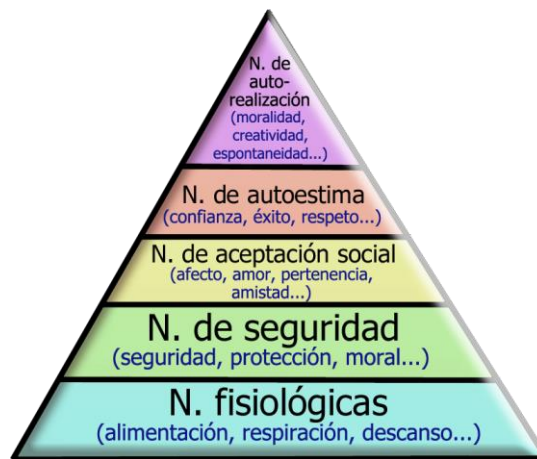 N. de
auto-
realización
(moralidad,
creatividad,
espontaneidad...)
N. de autoestima
(confianza, éxito, respeto...)
N. de aceptación social
(afecto, amor, pertenencia,
amistad...)
N. de seguridad
(seguridad, protección, moral...)
N. fisiológicas
(alimentación, respiración, descanso...)